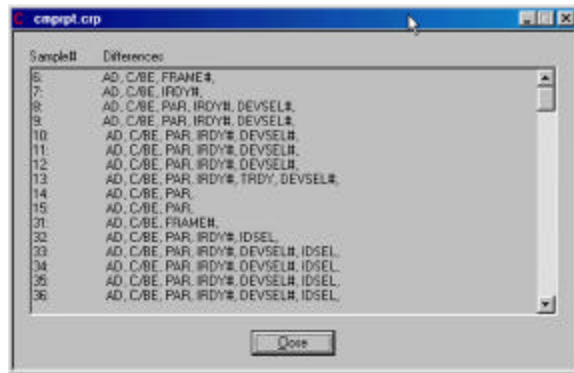 cmprpt.crp
Sample# Differences
6: AD, C/BE, FRAME#,
7: AD, C/BE, IRDY#,
8: AD, C/BE, PAR, IRDY#, DEVSEL#,
9: AD, C/BE, PAR, IRDY#, DEVSEL#,
10: AD, C/BE, PAR, IRDY#, DEVSEL#,
11: AD, C/BE, PAR, IRDY#, DEVSEL#,
12: AD, C/BE, PAR, IRDY#, DEVSEL#,
13: AD, C/BE, PAR, IRDY#, TRDY, DEVSEL#,
14: AD, C/BE, PAR,
15: AD, C/BE, PAR,
31: AD, C/BE, FRAME#,
32: AD, C/BE, PAR, IRDY#, IDSEL,
33: AD, C/BE, PAR, IRDY#, DEVSEL#, IDSEL,
34: AD, C/BE, PAR, IRDY#, DEVSEL#, IDSEL,
35: AD, C/BE, PAR, IRDY#, DEVSEL#, IDSEL,
36: AD, C/BE, PAR, IRDY#, DEVSEL#, IDSEL,
Close